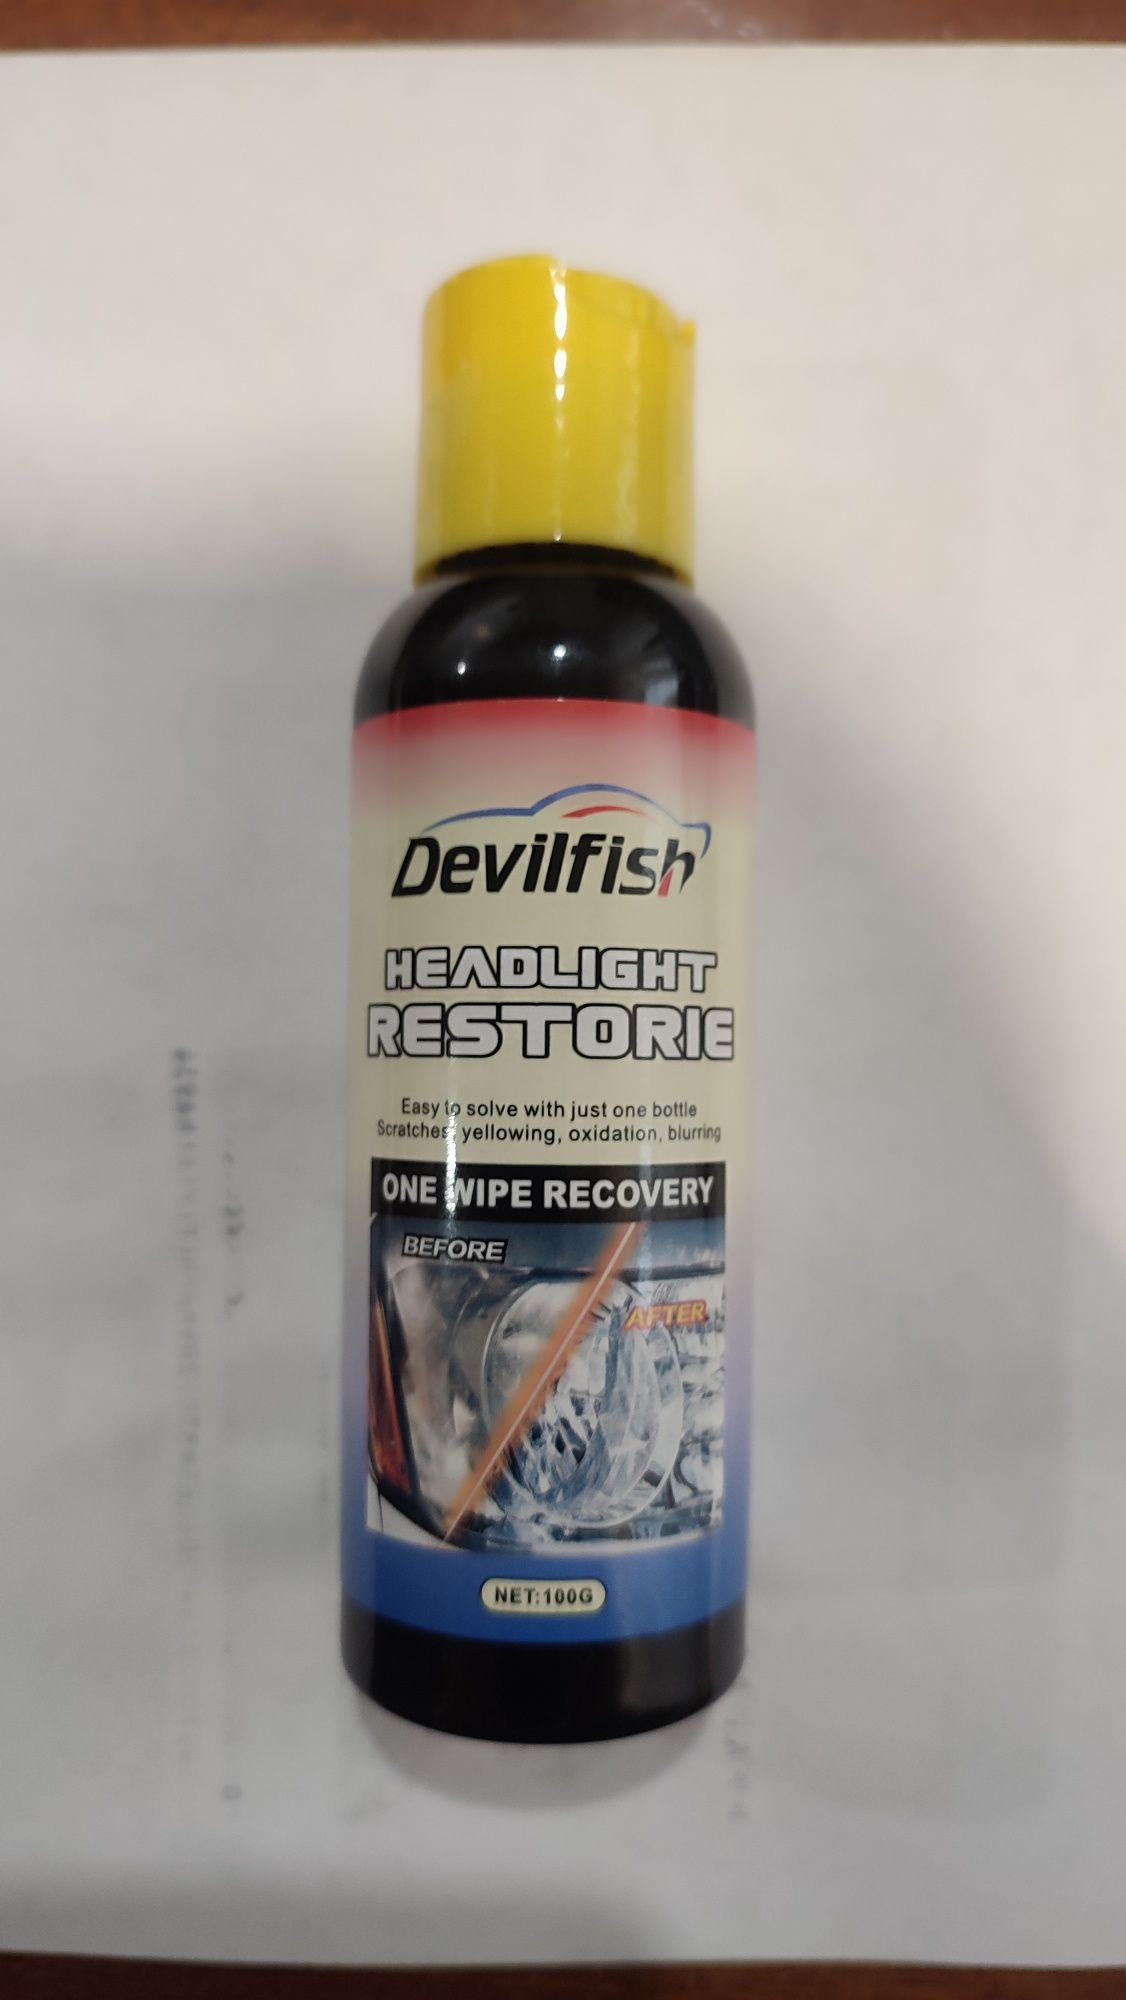 Devilfish
HEADLIGHT
RESTORIE
Easy to solve with just one bottle
Scratches, yellowing, oxidation, blurring
ONE WIPE RECOVERY
BEFORE
AFTER
NET:100G